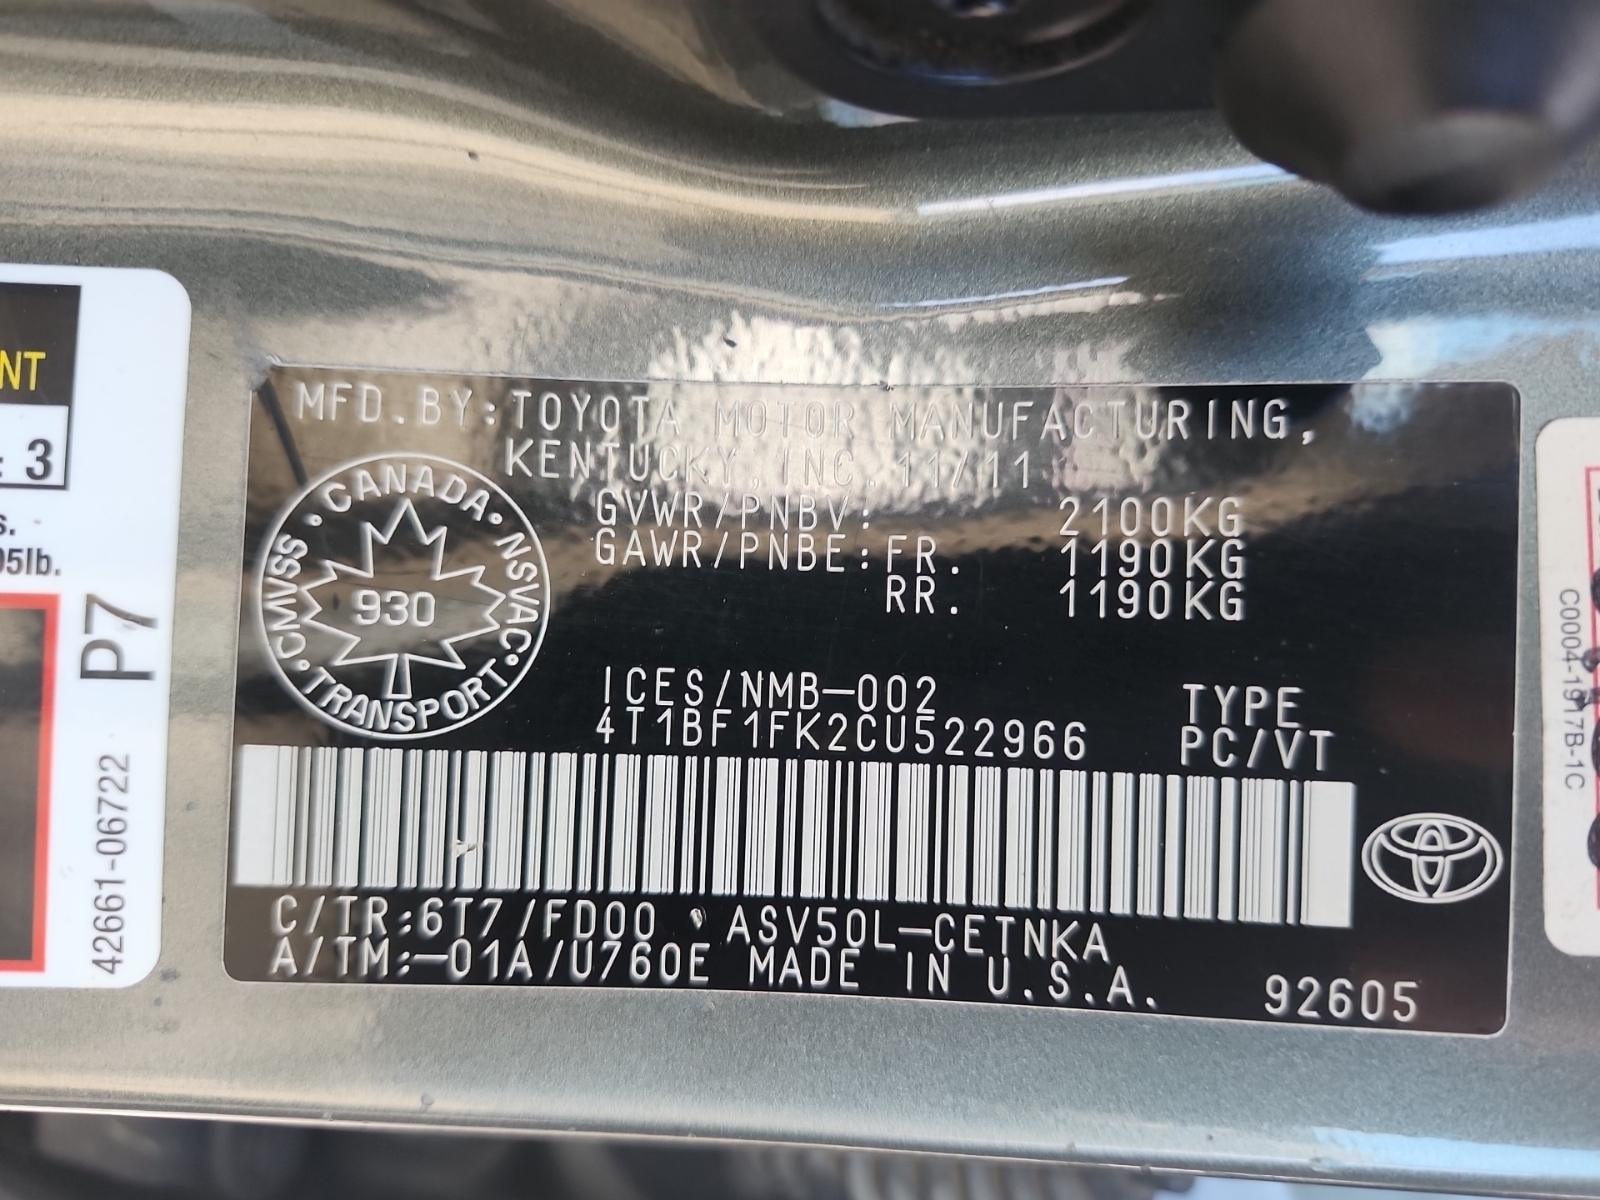 NT
: 3
s.
05lb.
P7
42661-06722
MFD.BY:TOYOTA MOTOR MANUFACTURING,
KENTUCKY,INC. 11/11
GVWR/PNBV: 2100KG
GAWR/PNBE:FR. 1190KG
RR. 1190KG
CANADA · NSVAC · TRANSPORT · CMVSS ·
930
ICES/NMB-002 TYPE
4T1BF1FK2CU522966 PC/VT
C/TR:6T7/FD00 ASV50L-CETNKA
A/TM:-01A/U760E MADE IN U.S.A.
92605
C0004-1917B-1C